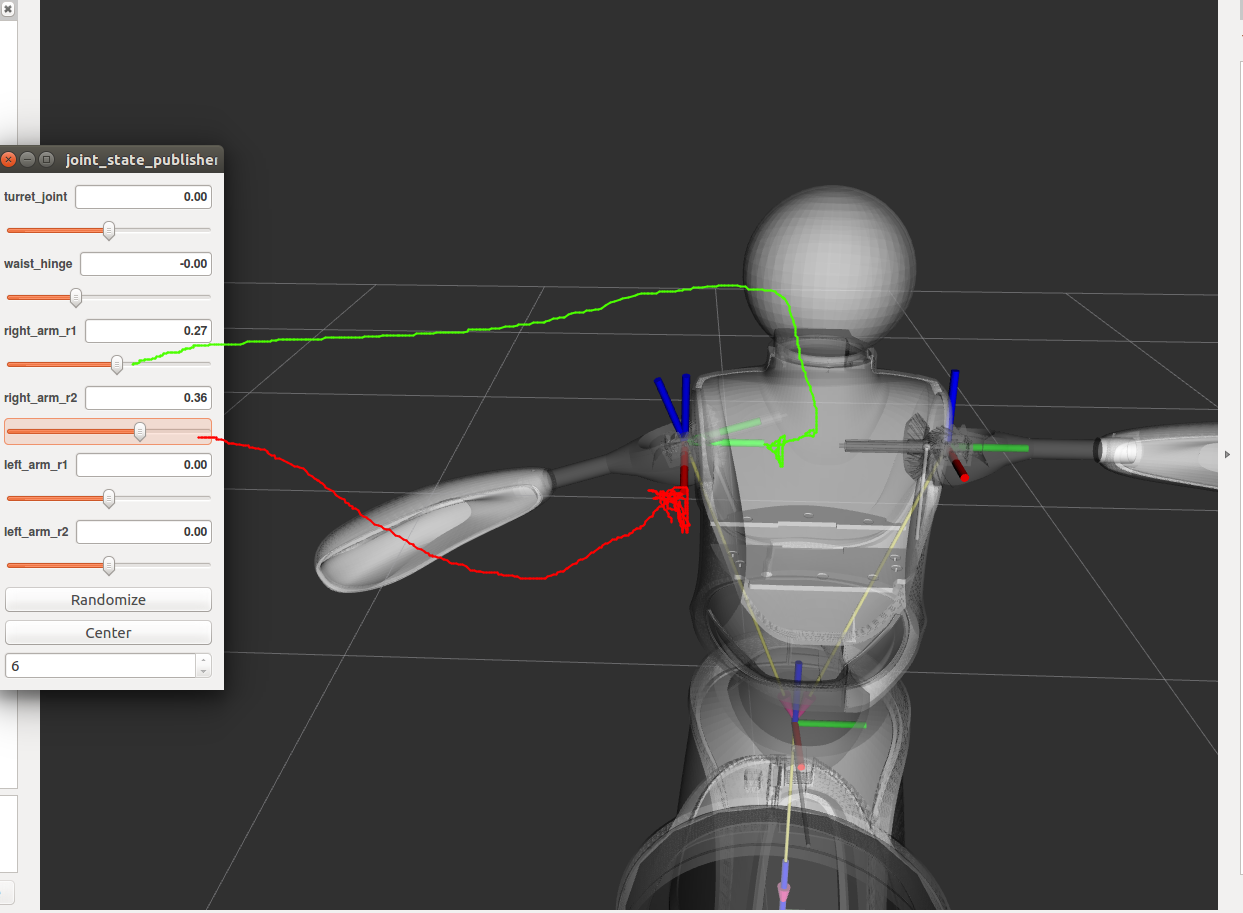 joint_state_publisher
turret_joint 0.00
waist_hinge -0.00
right_arm_r1 0.27
right_arm_r2 0.36
left_arm_r1 0.00
left_arm_r2 0.00
Randomize
Center
6